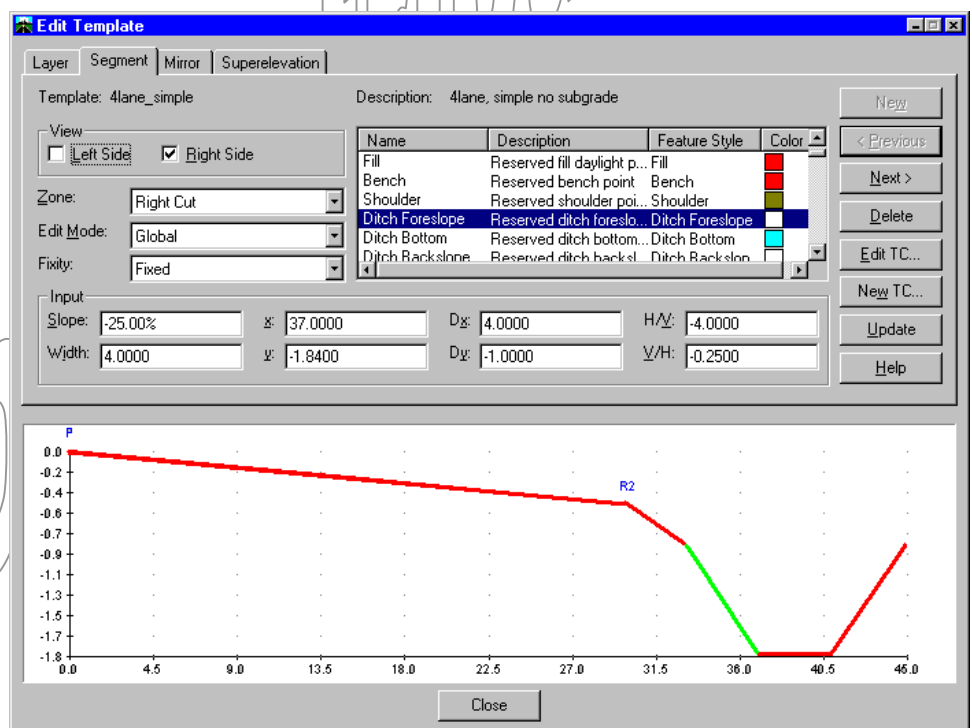 Edit Template
Layer Segment Mirror Superelevation
Template: 4lane_simple Description: 4lane, simple no subgrade
New
View
Left Side Right Side
Name Description Feature Style Color
Fill Reserved fill daylight p... Fill
Bench Reserved bench point Bench
Shoulder Reserved shoulder poi... Shoulder
Ditch Foreslope Reserved ditch foreslo... Ditch Foreslope
Ditch Bottom Reserved ditch bottom... Ditch Bottom
Ditch Backslope Reserved ditch backsl Ditch Backslop
< Previous
Next >
Delete
Edit TC...
New TC...
Update
Help
Zone: Right Cut
Edit Mode: Global
Fixity: Fixed
Input
Slope: -25.00% x: 37.0000 Dx: 4.0000 H/V: -4.0000
Width: 4.0000 y: -1.8400 Dy: -1.0000 V/H: -0.2500
P
R2
0.0
-0.2
-0.4
-0.6
-0.7
-0.9
-1.1
-1.3
-1.5
-1.7
-1.8
0.0 4.5 9.0 13.5 18.0 22.5 27.0 31.5 36.0 40.5 45.0
Close